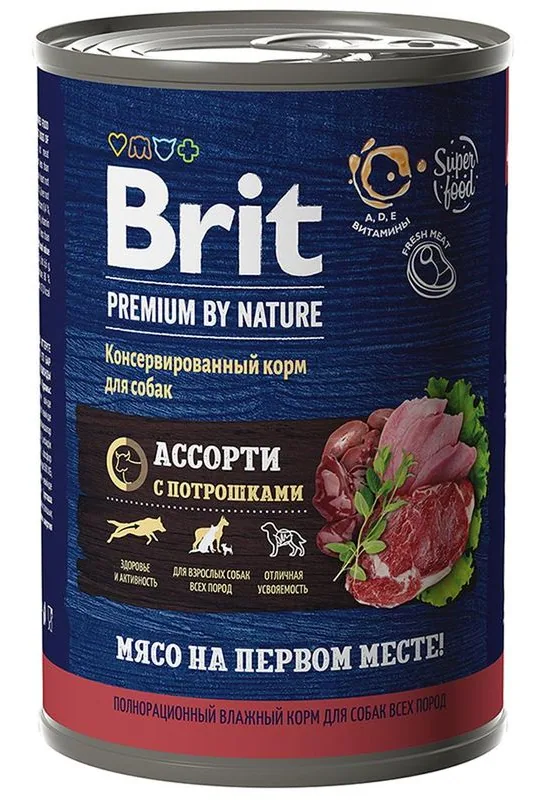 Brit
PREMIUM BY NATURE
Консервированный корм
для собак
A, D, E
ВИТАМИНЫ
Super
food
FRESH MEAT
АССОРТИ
С ПОТРОШКАМИ
ЗДОРОВЬЕ
И АКТИВНОСТЬ
ДЛЯ ВЗРОСЛЫХ СОБАК
ВСЕХ ПОРОД
ОТЛИЧНАЯ
УСВОЯЕМОСТЬ
МЯСО НА ПЕРВОМ МЕСТЕ!
ПОЛНОРАЦИОННЫЙ ВЛАЖНЫЙ КОРМ ДЛЯ СОБАК ВСЕХ ПОРОД